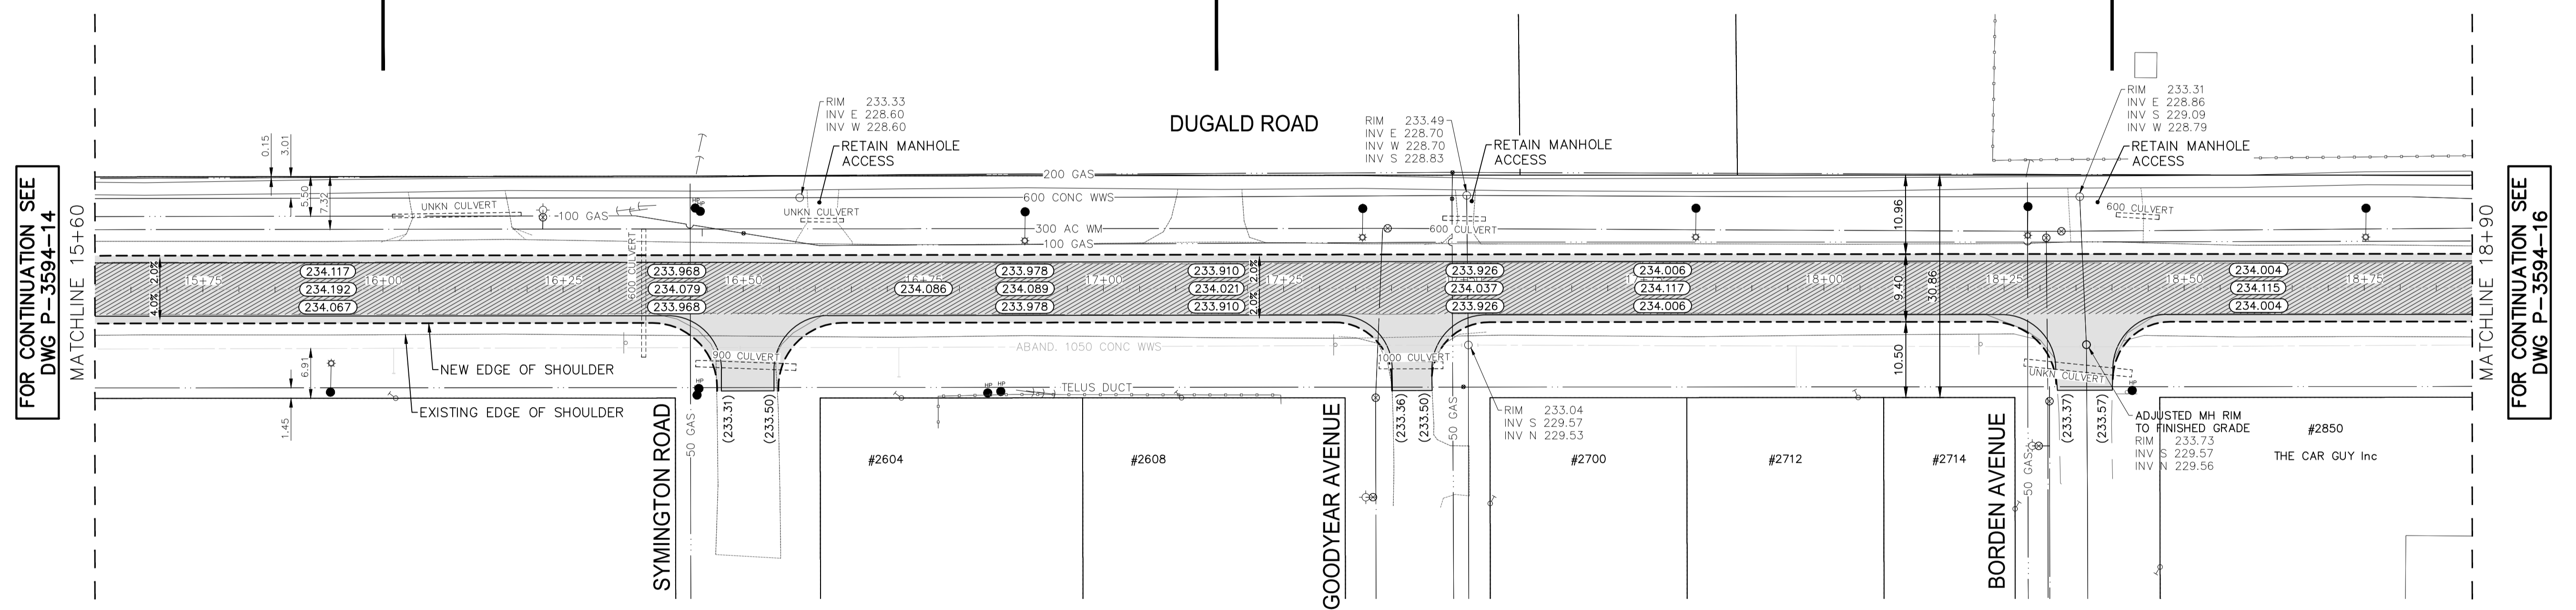 FOR CONTINUATION SEE
DWG P-3594-14
MATCHLINE 15+60
DUGALD ROAD
RIM 233.33
INV E 228.60
INV W 228.60
RETAIN MANHOLE
ACCESS
RIM 233.49
INV E 228.70
INV W 228.70
INV S 228.83
RETAIN MANHOLE
ACCESS
RIM 233.31
INV E 228.86
INV S 229.09
INV W 228.79
RETAIN MANHOLE
ACCESS
0.15
3.01
5.50
7.32
200 GAS
600 CONC WWS
UNKN CULVERT
100 GAS
UNKN CULVERT
300 AC WM
100 GAS
600 CULVERT
600 CULVERT
600 CULVERT
10.96
9.40
30.86
10.50
4.0%
2.0%
15+75
234.117
234.192
234.067
16+00
16+25
233.968
234.079
233.968
16+50
16+75
234.086
233.978
234.089
233.978
17+00
233.910
234.021
233.910
2.0%
2.0%
17+25
233.926
234.037
233.926
234.006
234.117
234.006
18+00
18+25
18+50
234.004
234.115
234.004
18+75
6.91
1.45
NEW EDGE OF SHOULDER
EXISTING EDGE OF SHOULDER
900 CULVERT
ABAND. 1050 CONC WWS
TELUS DUCT
1000 CULVERT
UNKN CULVERT
HP
HP
HP
HP
HP
SYMINGTON ROAD
50 GAS
(233.31)
(233.50)
#2604
#2608
GOODYEAR AVENUE
(233.36)
(233.50)
50 GAS
RIM 233.04
INV S 229.57
INV N 229.53
#2700
#2712
#2714
BORDEN AVENUE
50 GAS
(233.37)
(233.57)
ADJUSTED MH RIM
TO FINISHED GRADE
RIM 233.73
INV S 229.57
INV N 229.56
#2850
THE CAR GUY Inc
MATCHLINE 18+90
FOR CONTINUATION SEE
DWG P-3594-16